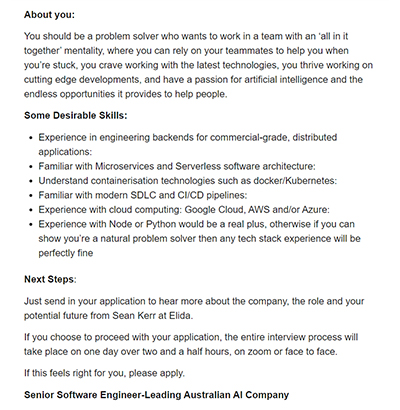 About you:
You should be a problem solver who wants to work in a team with an ‘all in it
together’ mentality, where you can rely on your teammates to help you when
you’re stuck, you crave working with the latest technologies, you thrive working on
cutting edge developments, and have a passion for artificial intelligence and the
endless opportunities it provides to help people.
Some Desirable Skills:
• Experience in engineering backends for commercial-grade, distributed
applications:
• Familiar with Microservices and Serverless software architecture:
• Understand containerisation technologies such as docker/Kubernetes:
• Familiar with modern SDLC and CI/CD pipelines:
• Experience with cloud computing: Google Cloud, AWS and/or Azure:
• Experience with Node or Python would be a real plus, otherwise if you can
show you’re a natural problem solver then any tech stack experience will be
perfectly fine
Next Steps:
Just send in your application to hear more about the company, the role and your
potential future from Sean Kerr at Elida.
If you choose to proceed with your application, the entire interview process will
take place on one day over two and a half hours, on zoom or face to face.
If this feels right for you, please apply.
Senior Software Engineer-Leading Australian AI Company